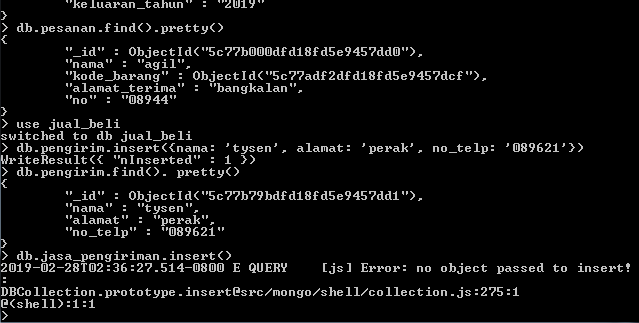 "keluaran_tahun" : "2019"
}
> db.pesanan.find().pretty()
{
"_id" : ObjectId("5c77b000dfd18fd5e9457dd0"),
"nama" : "agil",
"kode_barang" : ObjectId("5c77adf2dfd18fd5e9457dcf"),
"alamat_terima" : "bangkalan",
"no" : "08944"
}
> use jual_beli
switched to db jual_beli
> db.pengirim.insert({nama: 'tysen', alamat: 'perak', no_telp: '089621'})
WriteResult({ "nInserted" : 1 })
> db.pengirim.find(). pretty()
{
"_id" : ObjectId("5c77b79bdfd18fd5e9457dd1"),
"nama" : "tysen",
"alamat" : "perak",
"no_telp" : "089621"
}
> db.jasa_pengiriman.insert()
2019-02-28T02:36:27.514-0800 E QUERY    [js] Error: no object passed to insert!
:
DBCollection.prototype.insert@src/mongo/shell/collection.js:275:1
@(shell):1:1
>